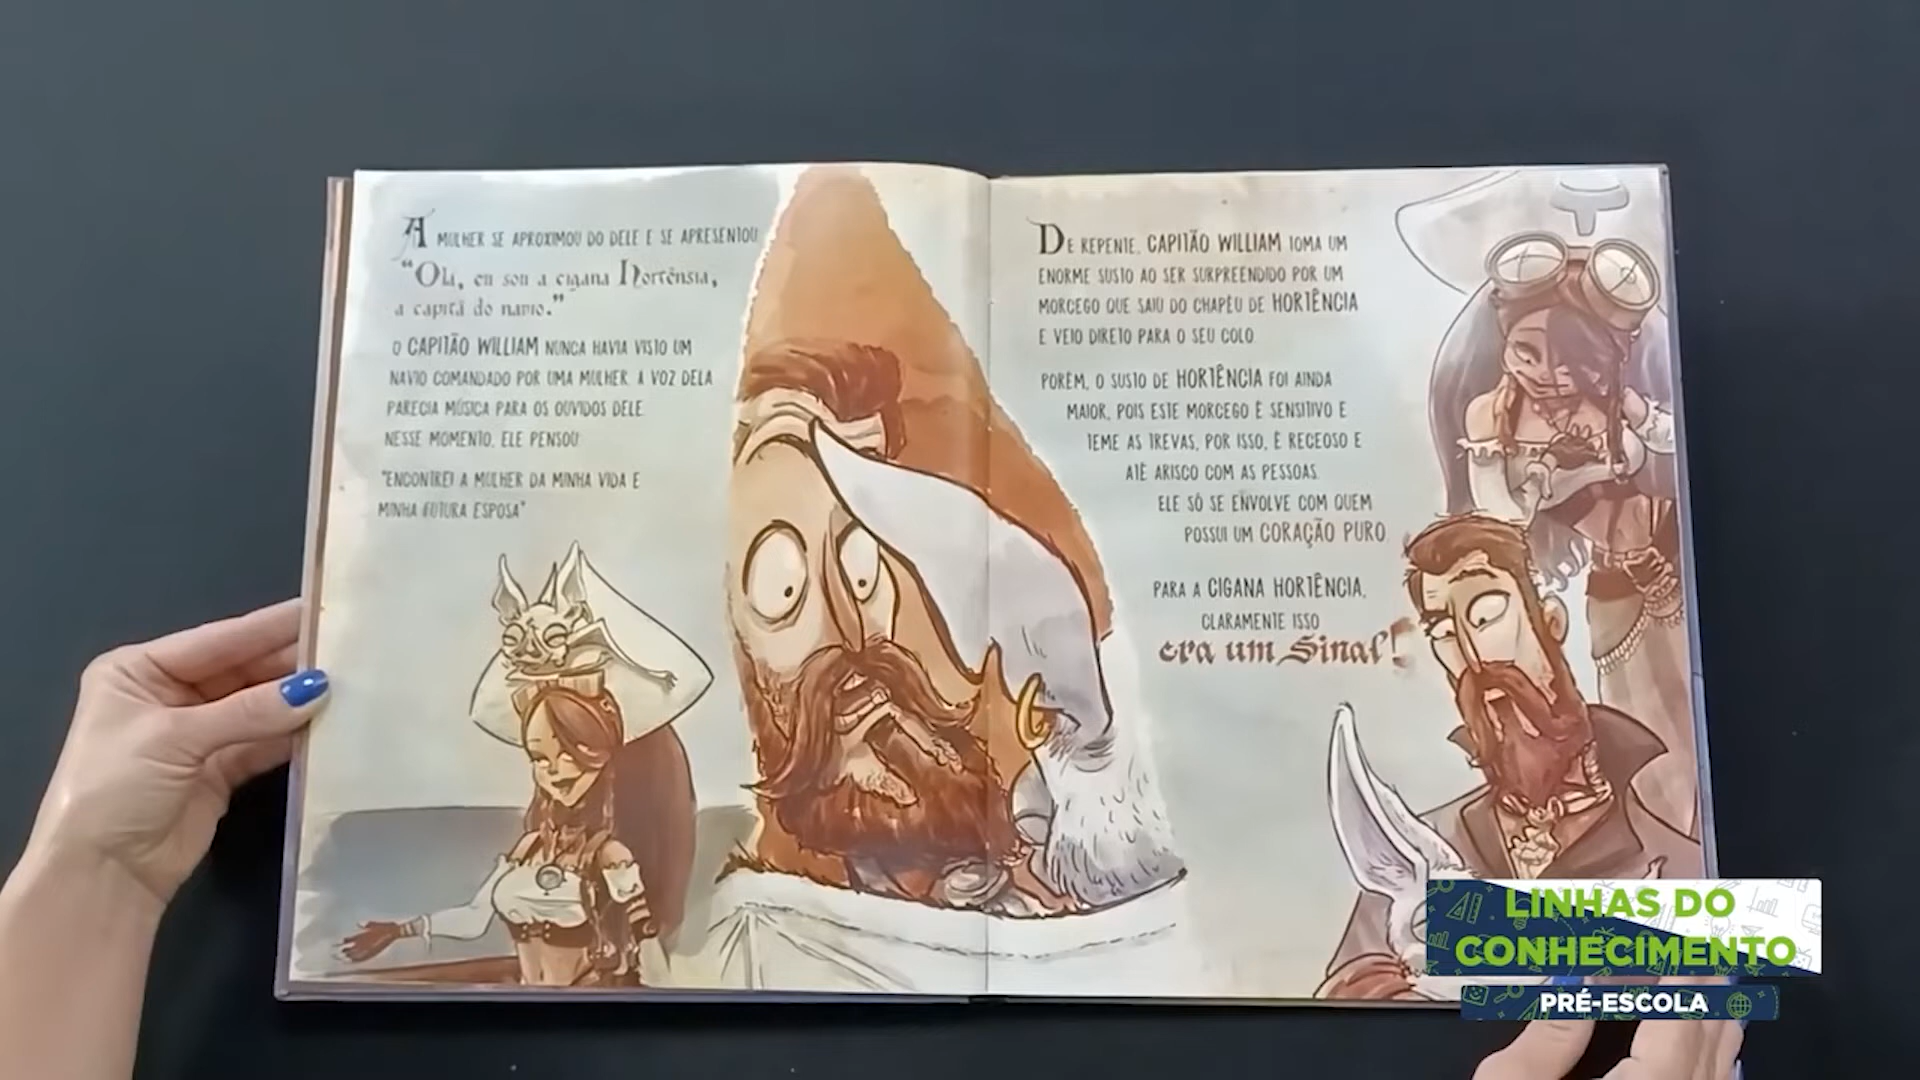 A MULHER SE APROXIMOU DO DELE E SE APRESENTOU
“Olá, eu sou a cigana Hortênsia,
a capitã do navio.”
O CAPITÃO WILLIAM NUNCA HAVIA VISTO UM
NAVIO COMANDADO POR UMA MULHER. A VOZ DELA
PARECIA MÚSICA PARA OS OUVIDOS DELE.
NESSE MOMENTO, ELE PENSOU
“ENCONTREI A MULHER DA MINHA VIDA E
MINHA FUTURA ESPOSA”
DE REPENTE, CAPITÃO WILLIAM TOMA UM
ENORME SUSTO AO SER SURPREENDIDO POR UM
MORCEGO QUE SAIU DO CHAPÉU DE HORTÊNCIA
E VEIO DIRETO PARA O SEU COLO.
PORÉM, O SUSTO DE HORTÊNCIA FOI AINDA
MAIOR, POIS ESTE MORCEGO É SENSITIVO E
TEME AS TREVAS, POR ISSO, É RECEOSO E
ATÉ ARISCO COM AS PESSOAS.
ELE SÓ SE ENVOLVE COM QUEM
POSSUI UM CORAÇÃO PURO
PARA A CIGANA HORTÊNCIA,
CLARAMENTE ISSO
era um Sinal!
LINHAS DO
CONHECIMENTO
PRÉ-ESCOLA